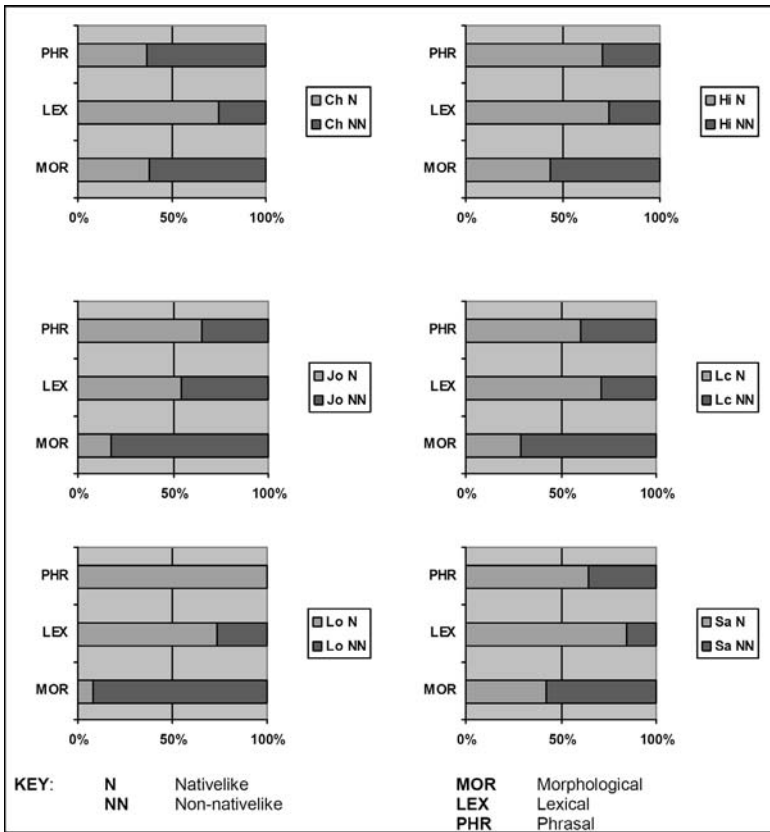 PHR
LEX
MOR
0% 50% 100%
Ch N
Ch NN
PHR
LEX
MOR
0% 50% 100%
Hi N
Hi NN
PHR
LEX
MOR
0% 50% 100%
Jo N
Jo NN
PHR
LEX
MOR
0% 50% 100%
Lc N
Lc NN
PHR
LEX
MOR
0% 50% 100%
Lo N
Lo NN
PHR
LEX
MOR
0% 50% 100%
Sa N
Sa NN
KEY: N Nativelike
NN Non-nativelike
MOR Morphological
LEX Lexical
PHR Phrasal